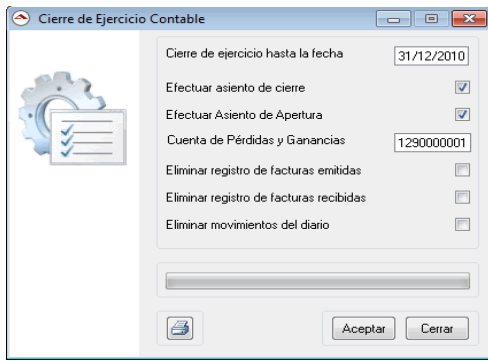 Cierre de Ejercicio Contable
Cierre de ejercicio hasta la fecha 31/12/2010
Efectuar asiento de cierre
Efectuar Asiento de Apertura
Cuenta de Pérdidas y Ganancias 1290000001
Eliminar registro de facturas emitidas
Eliminar registro de facturas recibidas
Eliminar movimientos del diario
Aceptar Cerrar